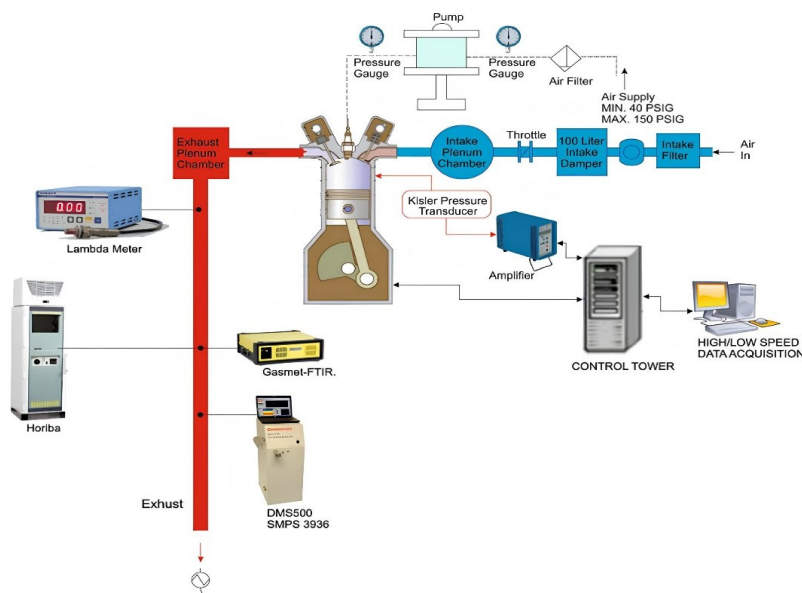 Pump
Pressure
Gauge
Pressure
Gauge
Air Filter
Air Supply
MIN. 40 PSIG
MAX. 150 PSIG
Exhaust
Plenum
Chamber
Intake
Plenum
Chamber
Throttle
100 Liter
Intake
Damper
Intake
Filter
Air
In
Kisler Pressure
Transducer
0.00
Lambda Meter
Amplifier
CONTROL TOWER
HIGH/LOW SPEED
DATA ACQUISITION
Horiba
Gasmet-FTIR.
DMS500
SMPS 3936
Exhust